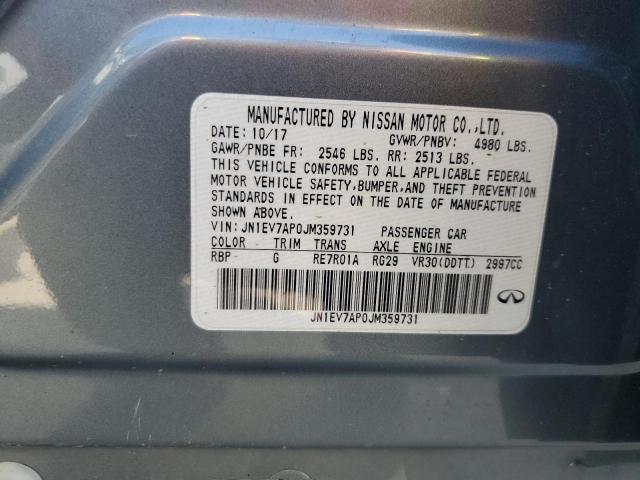 MANUFACTURED BY NISSAN MOTOR CO.,LTD.
DATE: 10/17 GVWR/PNBV: 4980 LBS.
GAWR/PNBE FR: 2546 LBS. RR: 2513 LBS.
THIS VEHICLE CONFORMS TO ALL APPLICABLE FEDERAL
MOTOR VEHICLE SAFETY,BUMPER,AND THEFT PREVENTION
STANDARDS IN EFFECT ON THE DATE OF MANUFACTURE
SHOWN ABOVE.
VIN: JN1EV7AP0JM359731 PASSENGER CAR
COLOR TRIM TRANS AXLE ENGINE
RBP G RE7R01A RG29 VR30(DDTT) 2997CC
JN1EV7AP0JM359731